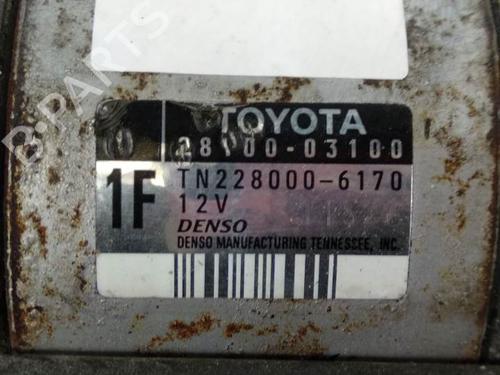 B-PARTS
TOYOTA
28100-03100
1F
TN228000-6170
12V
DENSO
DENSO MANUFACTURING TENNESSEE, INC.